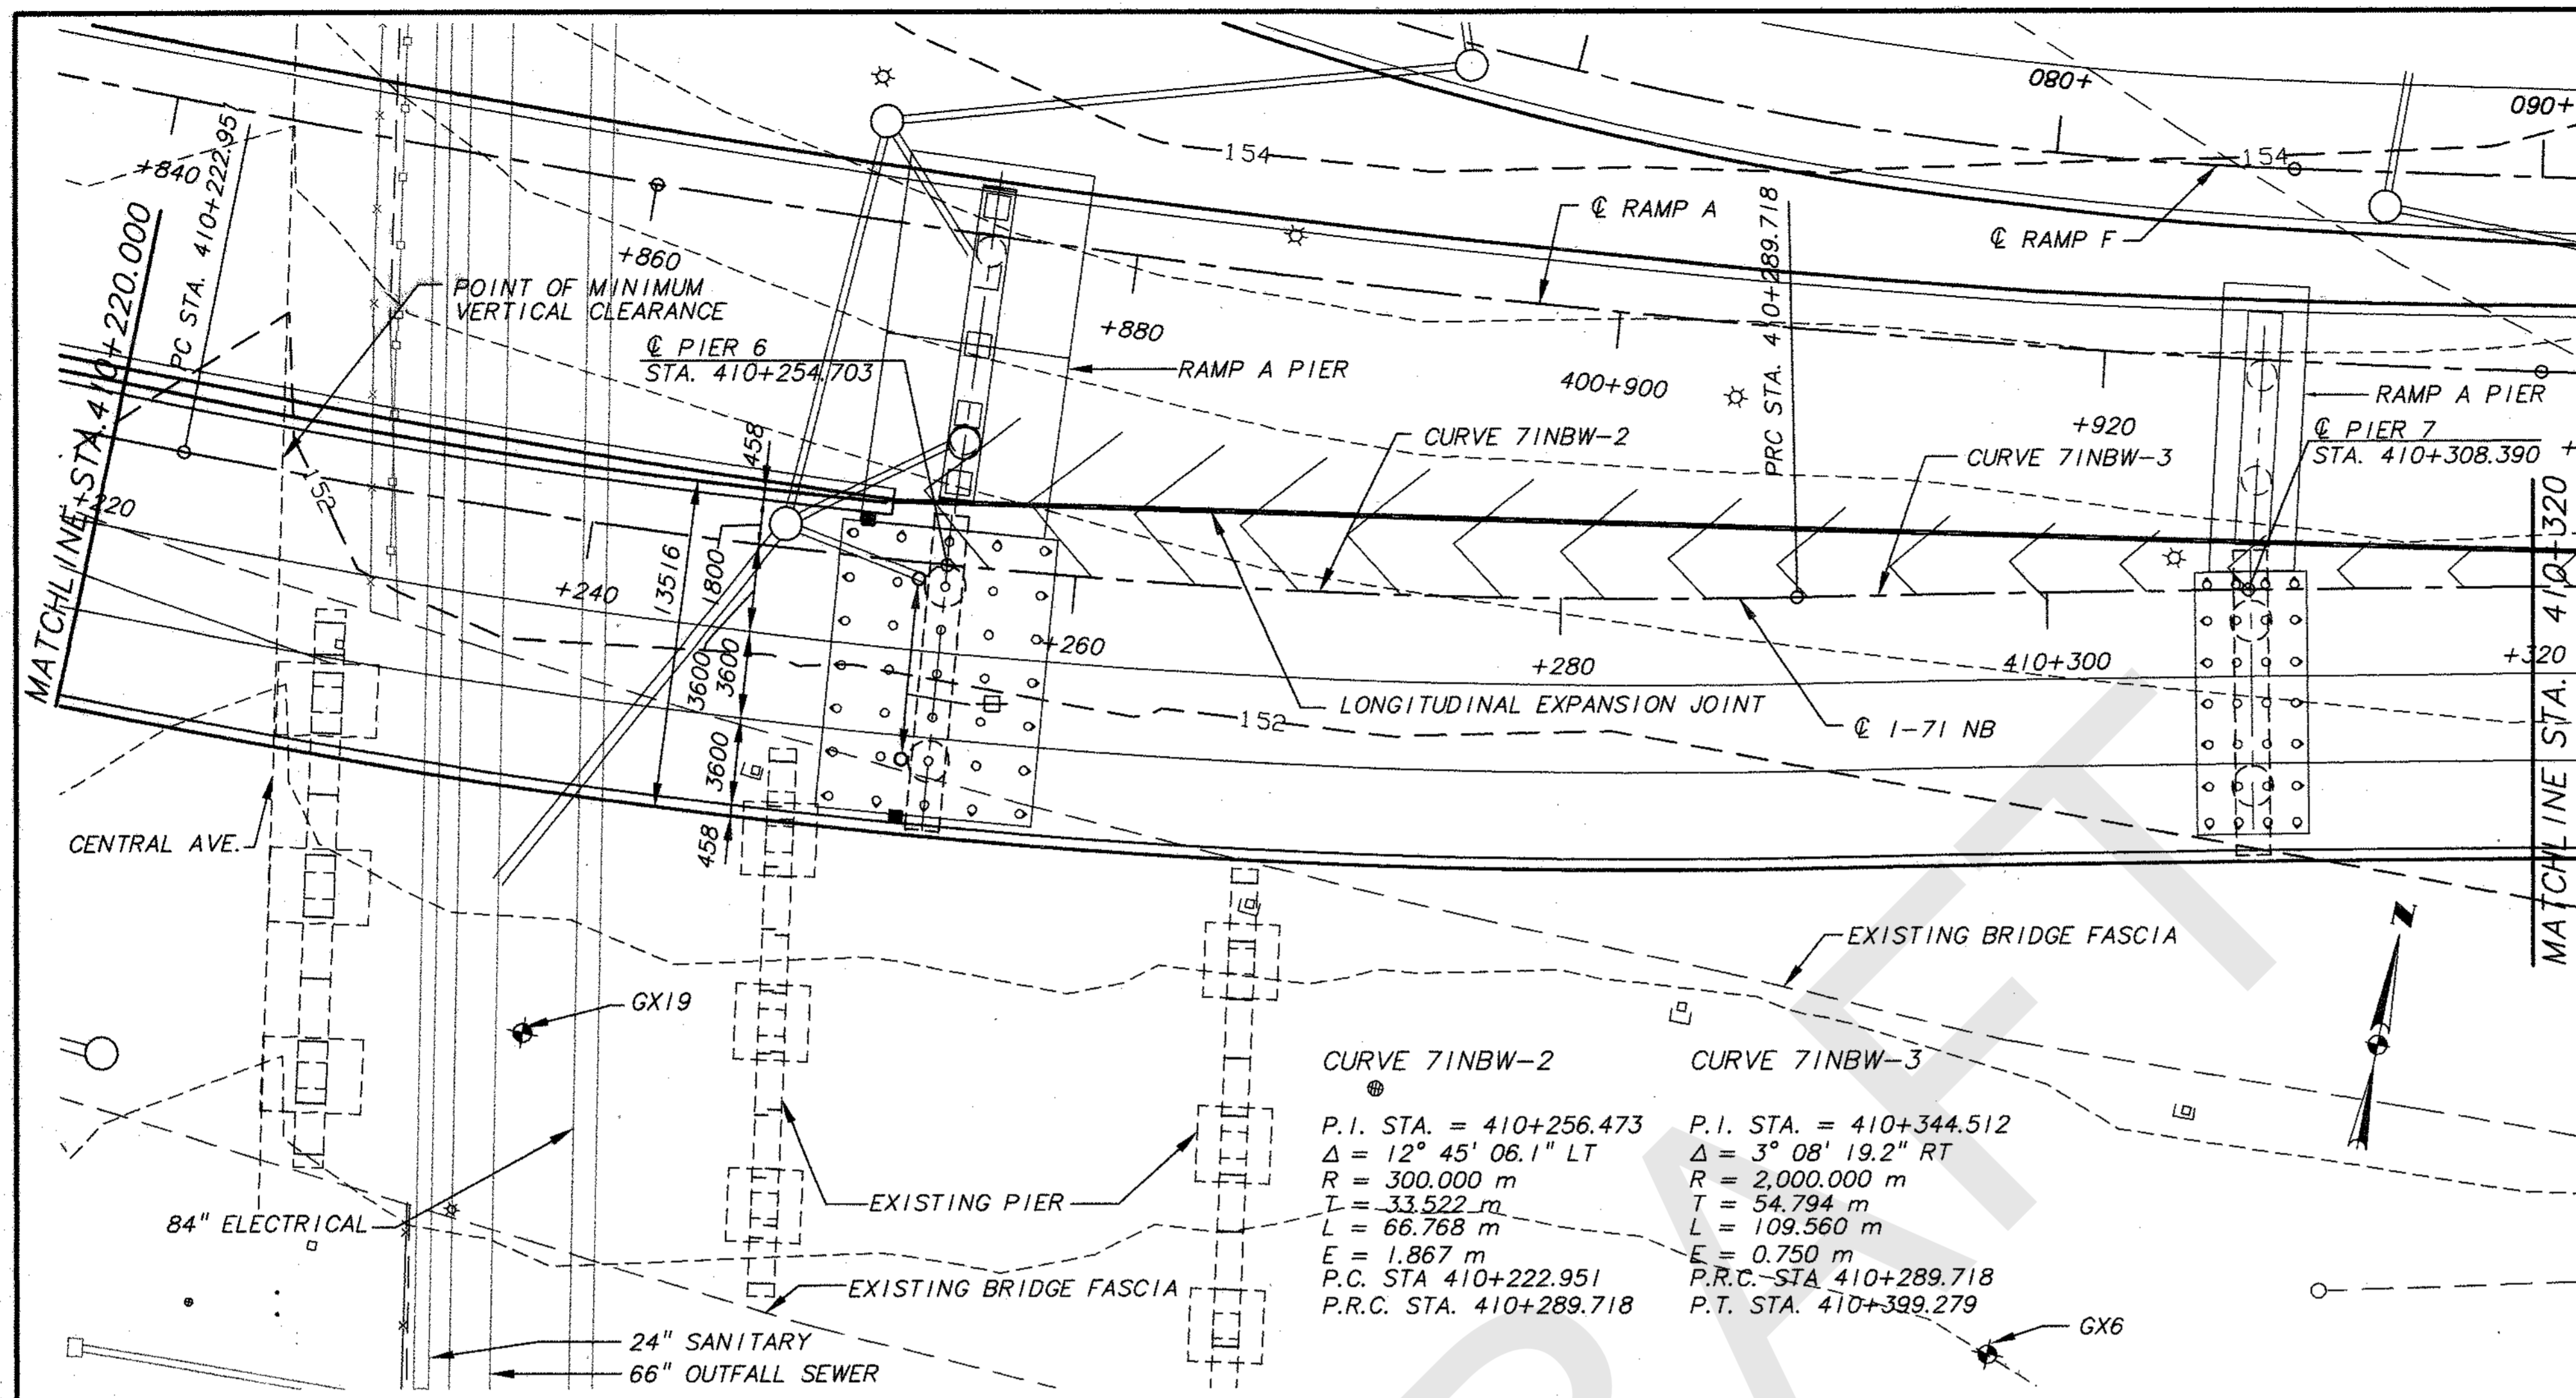 080+
090+
154
154
+840
PC STA. 410+222.951
MATCHLINE STA. 410+220.000
℄ RAMP A
℄ RAMP F
PRC STA. 410+289.718
+860
POINT OF MINIMUM
VERTICAL CLEARANCE
℄ PIER 6
STA. 410+254.703
+880
RAMP A PIER
400+900
RAMP A PIER
+920
℄ PIER 7
STA. 410+308.390
CURVE 71NBW-2
CURVE 71NBW-3
152
+220
+240
458
13516
1800
3600
3600
3600
458
+260
+280
410+300
+320
MATCHLINE STA. 410+320
LONGITUDINAL EXPANSION JOINT
152
℄ I-71 NB
CENTRAL AVE.
EXISTING BRIDGE FASCIA
N
GX19
84" ELECTRICAL
EXISTING PIER
EXISTING BRIDGE FASCIA
24" SANITARY
66" OUTFALL SEWER
CURVE 71NBW-2
P.I. STA. = 410+256.473
Δ = 12° 45' 06.1" LT
R = 300.000 m
T = 33.522 m
L = 66.768 m
E = 1.867 m
P.C. STA 410+222.951
P.R.C. STA. 410+289.718
CURVE 71NBW-3
P.I. STA. = 410+344.512
Δ = 3° 08' 19.2" RT
R = 2,000.000 m
T = 54.794 m
L = 109.560 m
E = 0.750 m
P.R.C. STA 410+289.718
P.T. STA. 410+399.279
GX6
RAFT